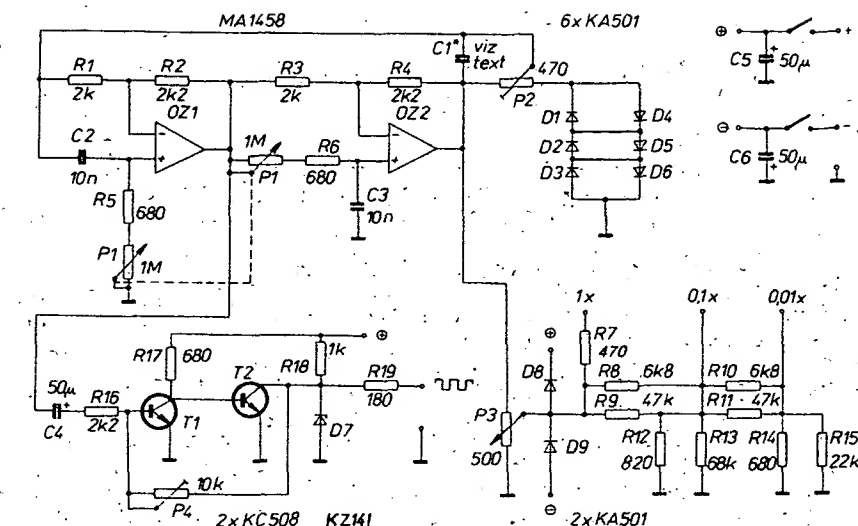 MA1458
6x KA501
R1
2k
R2
2k2
OZ1
R3
2k
R4
2k2
OZ2
C1*
viz
text
470
P2
⊕
+
C5
+
50µ
⊖
-
C6
+
50µ
D1
D4
D2
D5
D3
D6
C2
10n
-
+
1M
P1
R6
680
-
+
C3
10n
R5
680
P1
1M
1x
0,1x
0,01x
R7
470
R8
6k8
R10
6k8
R9
47k
R11
47k
R12
820
R13
68k
R14
680
R15
22k
D8
D9
P3
500
⊕
⊖
R17
680
T2
R18
1k
⊕
R19
180
50µ
+
C4
R16
2k2
T1
D7
10k
P4
2x KC508
KZ141
2x KA501